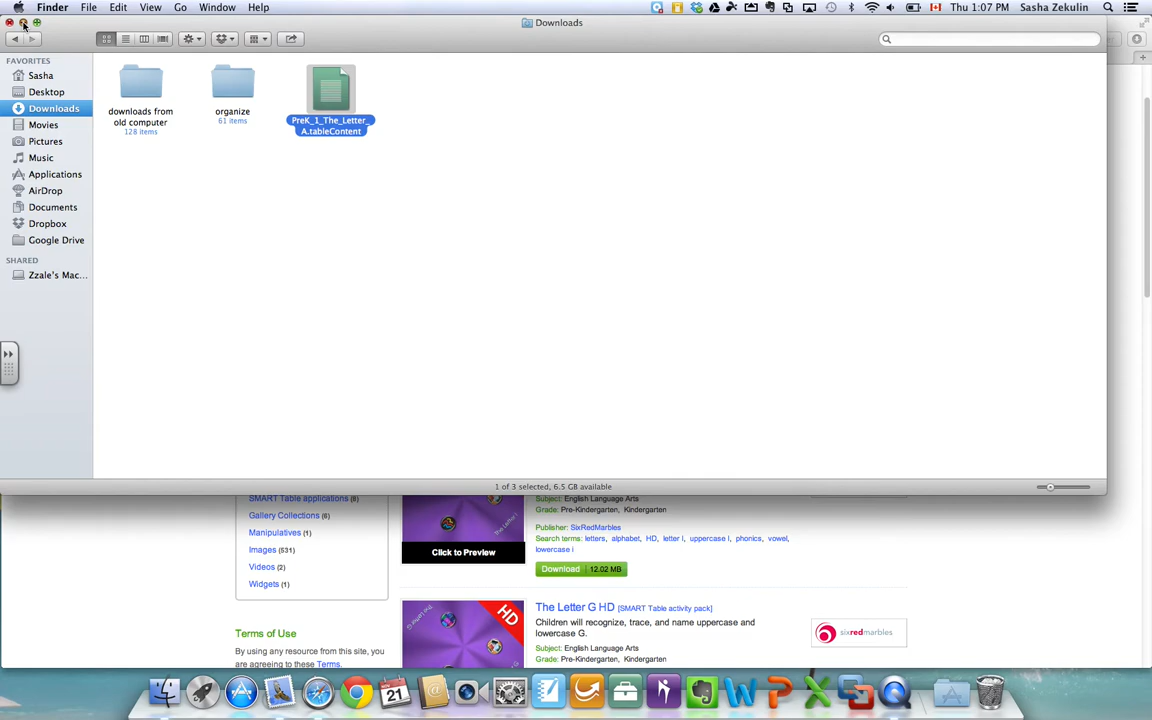 Finder File Edit View Go Window Help Thu 1:07 PM Sasha Zekulin
Downloads
FAVORITES
Sasha
Desktop
Downloads
Movies
Pictures
Music
Applications
AirDrop
Documents
Dropbox
Google Drive
SHARED
Zzale's Mac...
downloads from
old computer
128 items
organize
61 items
PreK_1_The_Letter_
A.tableContent
1 of 3 selected, 6.5 GB available
SMART Table applications (8)
Gallery Collections (6)
Manipulatives (1)
Images (531)
Videos (2)
Widgets (1)
Terms of Use
By using any resource from this site, you
are agreeing to these Terms.
Click to Preview
Subject: English Language Arts
Grade: Pre-Kindergarten, Kindergarten
Publisher: SixRedMarbles
Search terms: letters, alphabet, HD, letter I, uppercase I, phonics, vowel,
lowercase i
Download 12.02 MB
HD
The Letter G HD [SMART Table activity pack]
Children will recognize, trace, and name uppercase and
lowercase G.
Subject: English Language Arts
Grade: Pre-Kindergarten, Kindergarten
sixredmarbles
21